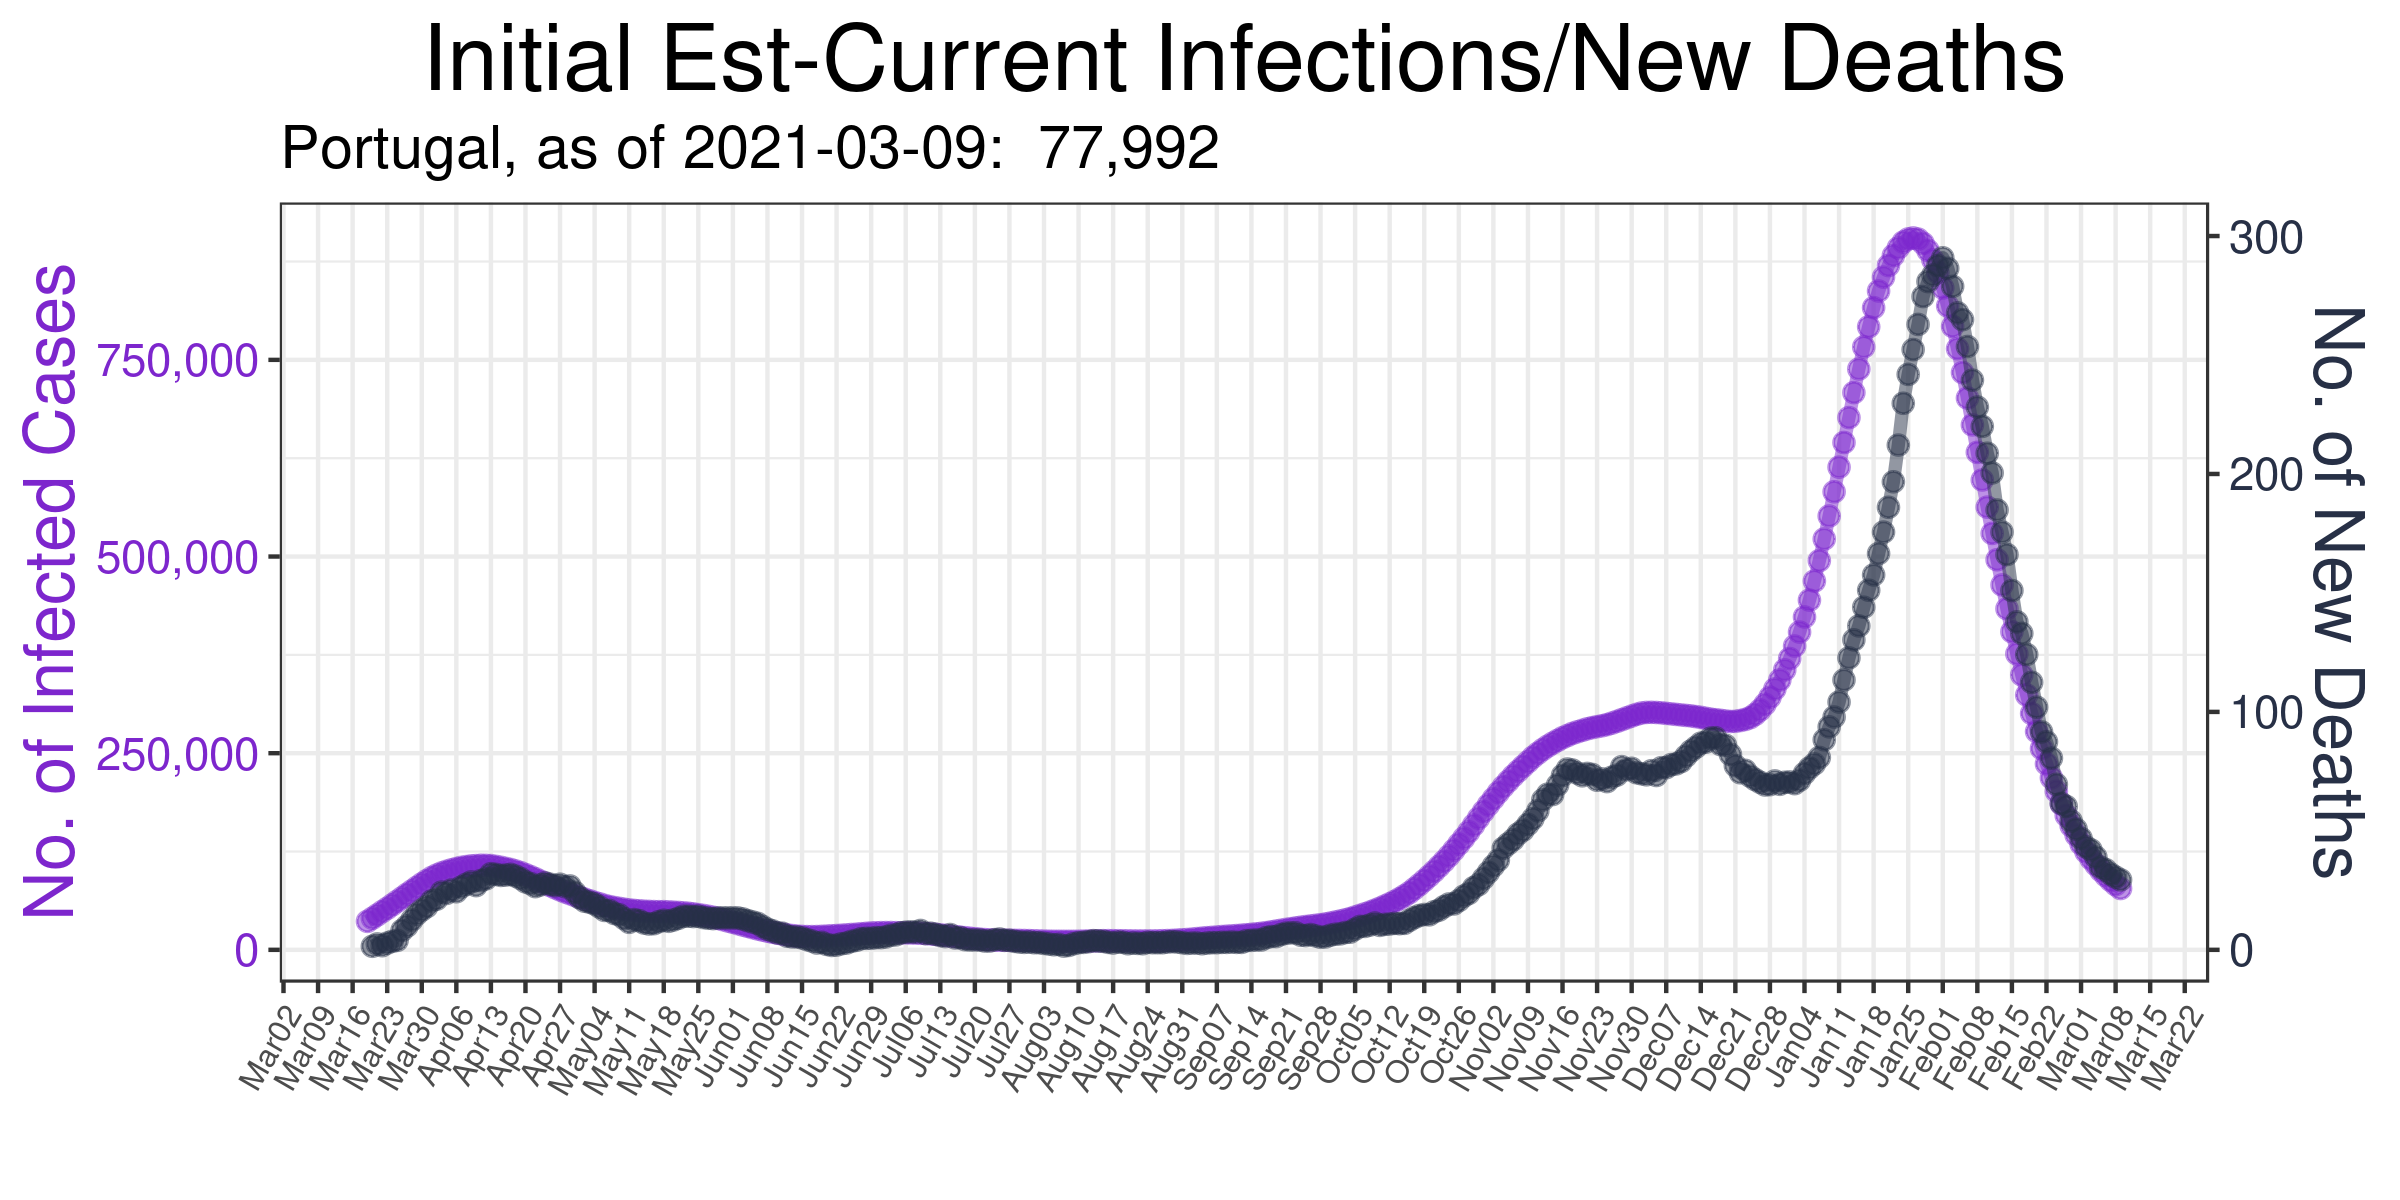 Initial Est-Current Infections/New Deaths
Portugal, as of 2021-03-09: 77,992
No. of Infected Cases
750,000
500,000
250,000
0
300
200
100
0
No. of New Deaths
Mar02
Mar09
Mar16
Mar23
Mar30
Apr06
Apr13
Apr20
Apr27
May04
May11
May18
May25
Jun01
Jun08
Jun15
Jun22
Jun29
Jul06
Jul13
Jul20
Jul27
Aug03
Aug10
Aug17
Aug24
Aug31
Sep07
Sep14
Sep21
Sep28
Oct05
Oct12
Oct19
Oct26
Nov02
Nov09
Nov16
Nov23
Nov30
Dec07
Dec14
Dec21
Dec28
Jan04
Jan11
Jan18
Jan25
Feb01
Feb08
Feb15
Feb22
Mar01
Mar08
Mar15
Mar22